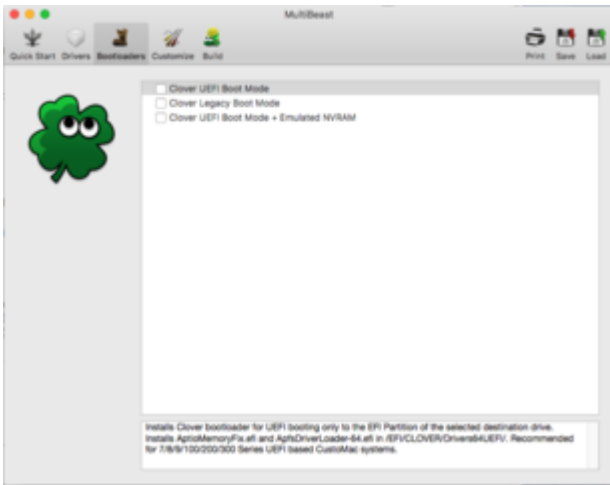 MultiBeast
Quick Start Drivers Bootloaders Customize Build Print Save Load
Clover UEFI Boot Mode
Clover Legacy Boot Mode
Clover UEFI Boot Mode + Emulated NVRAM
Installs Clover bootloader for UEFI booting only to the EFI Partition of the selected destination drive.
Installs AptioMemoryFix.efi and ApfsDriverLoader-64.efi in /EFI/CLOVER/Drivers64UEFI/. Recommended
for 7/8/9/100/200/300 Series UEFI based CustoMac systems.